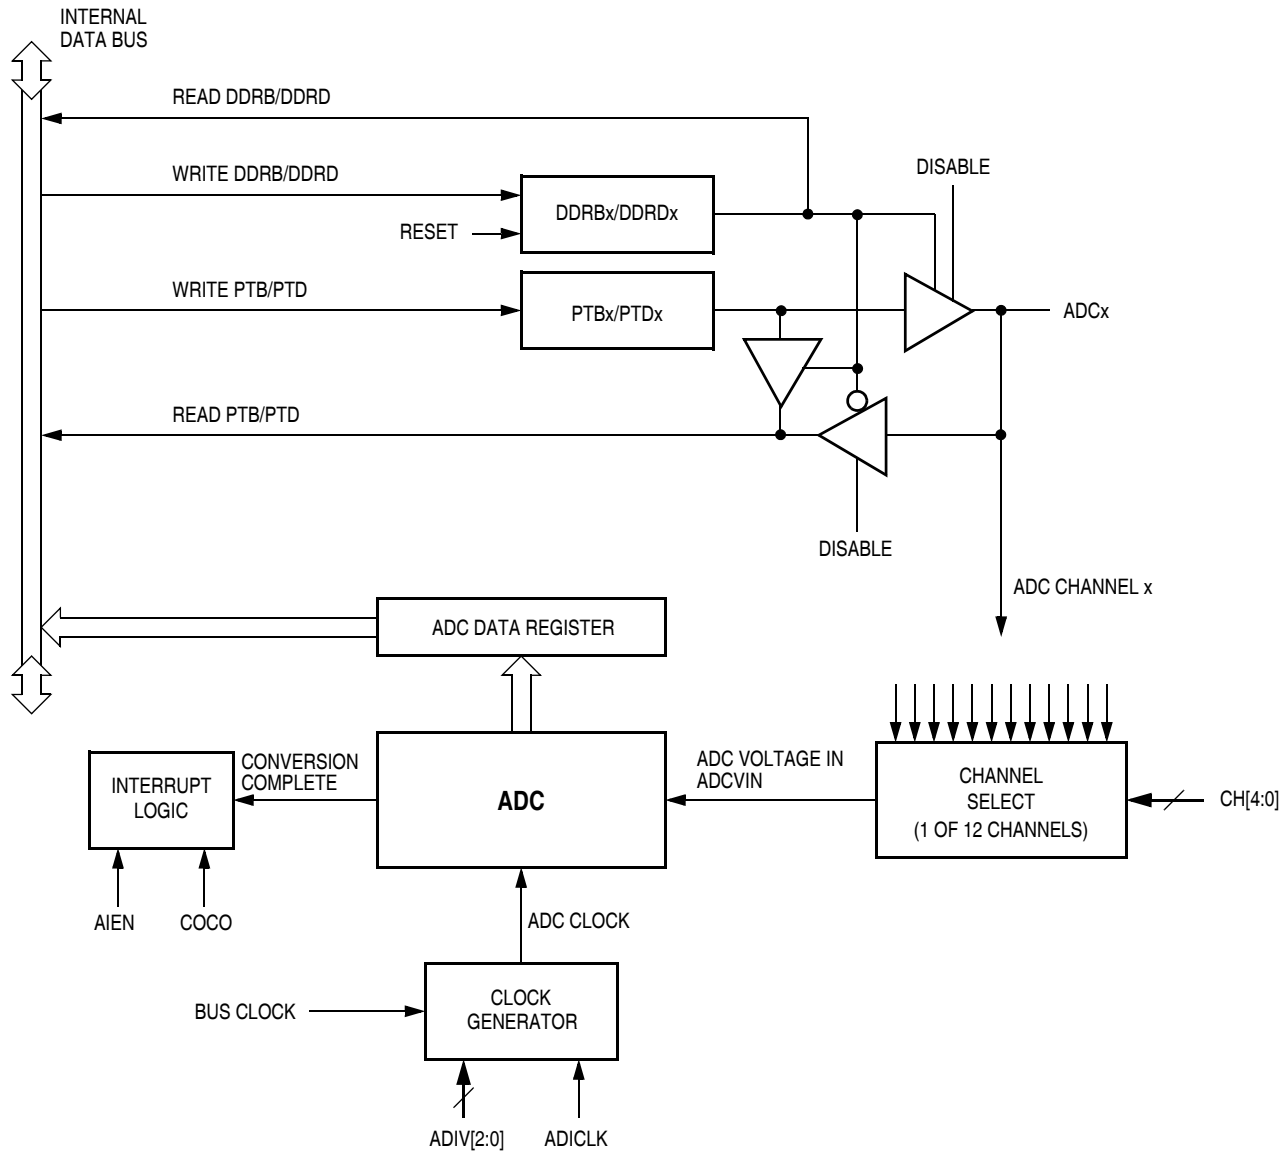 INTERNAL
DATA BUS
READ DDRB/DDRD
WRITE DDRB/DDRD
DISABLE
DDRBx/DDRDx
RESET
WRITE PTB/PTD
PTBx/PTDx
ADCx
READ PTB/PTD
DISABLE
ADC CHANNEL x
ADC DATA REGISTER
INTERRUPT
LOGIC
CONVERSION
COMPLETE
ADC
ADC VOLTAGE IN
ADCVIN
CHANNEL
SELECT
(1 OF 12 CHANNELS)
CH[4:0]
AIEN
COCO
ADC CLOCK
BUS CLOCK
CLOCK
GENERATOR
ADIV[2:0]
ADICLK